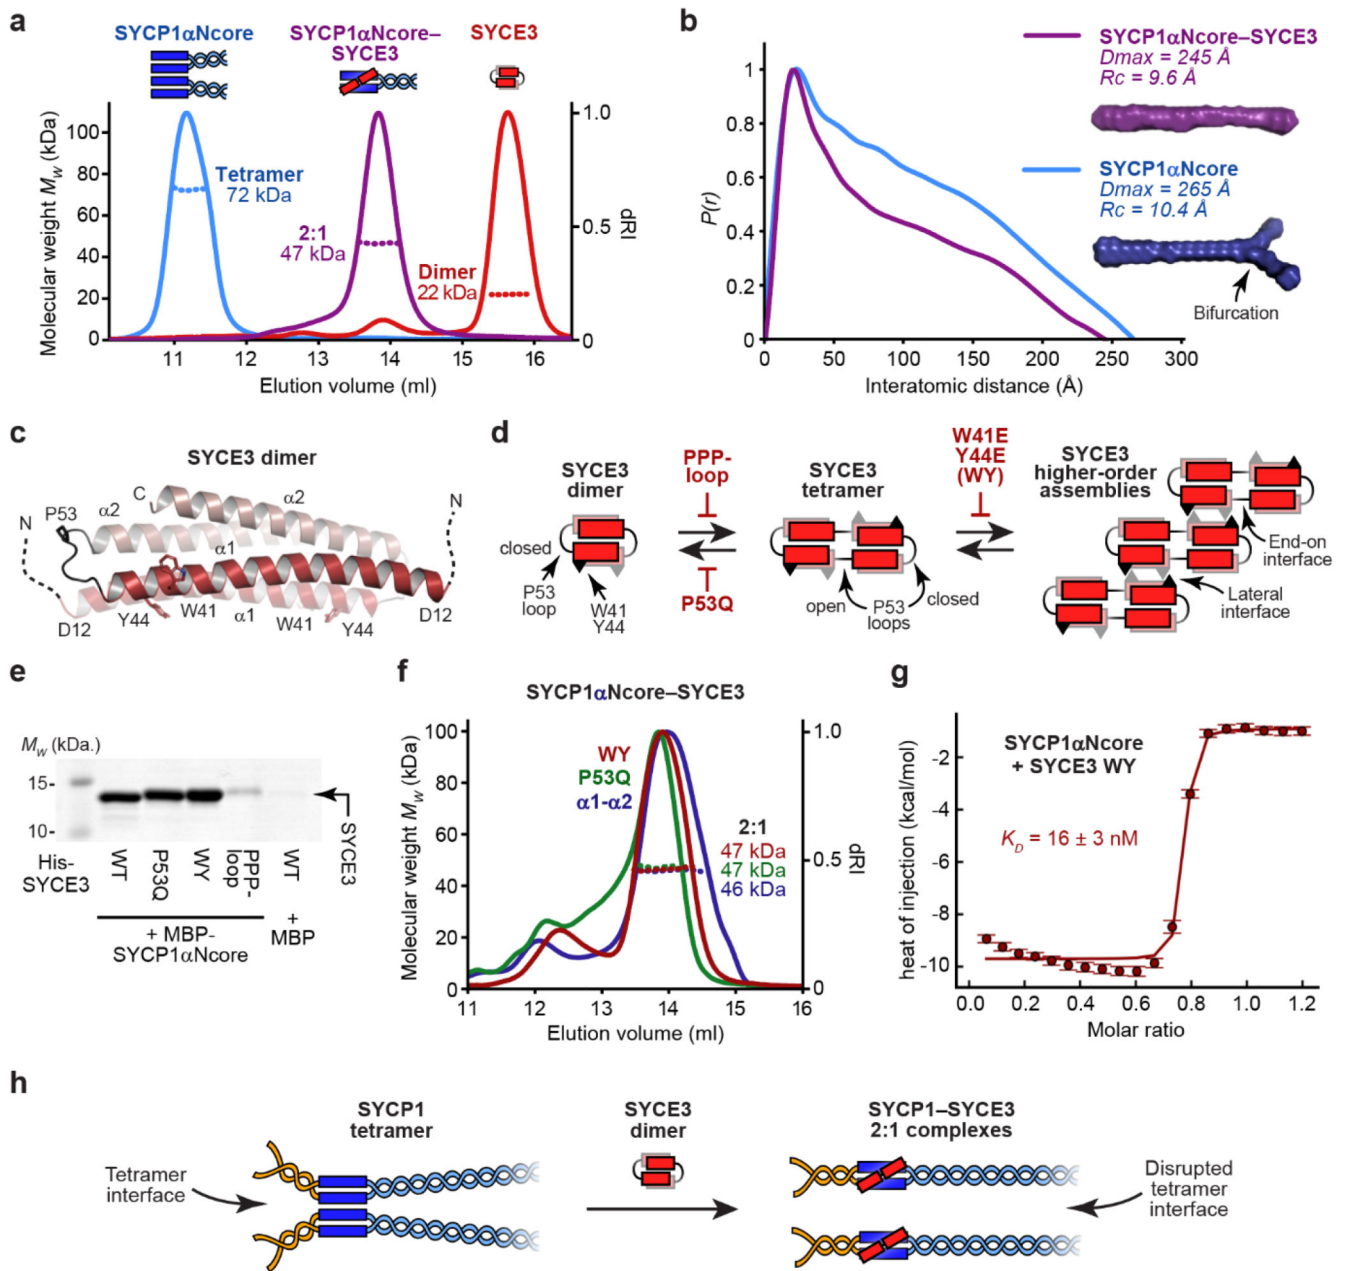 a
SYCP1αNcore
SYCP1αNcore–
SYCE3
SYCE3
Molecular weight Mw (kDa)
100
80
60
40
20
0
Tetramer
72 kDa
2:1
47 kDa
Dimer
22 kDa
1.0
0.5
0
dRI
11
12
13
14
15
16
Elution volume (ml)
b
P(r)
1
0.8
0.6
0.4
0.2
0
0
50
100
150
200
250
300
Interatomic distance (Å)
SYCP1αNcore–SYCE3
Dmax = 245 Å
Rc = 9.6 Å
SYCP1αNcore
Dmax = 265 Å
Rc = 10.4 Å
Bifurcation
c
SYCE3 dimer
N
P53
α2
C
α2
N
α1
D12
Y44
W41
α1
W41
Y44
D12
d
SYCE3
dimer
closed
P53
loop
W41
Y44
PPP-
loop
P53Q
SYCE3
tetramer
open
P53
loops
closed
W41E
Y44E
(WY)
SYCE3
higher-order
assemblies
End-on
interface
Lateral
interface
e
Mw (kDa.)
15-
10-
His-
SYCE3
WT
P53Q
WY
PPP-
loop
WT
+ MBP-
SYCP1αNcore
+
MBP
SYCE3
f
SYCP1αNcore–SYCE3
Molecular weight Mw (kDa)
100
80
60
40
20
0
WY
P53Q
α1-α2
2:1
47 kDa
47 kDa
46 kDa
1.0
0.5
0
dRI
11
12
13
14
15
16
Elution volume (ml)
g
heat of injection (kcal/mol)
-2
-4
-6
-8
-10
SYCP1αNcore
+ SYCE3 WY
KD = 16 ± 3 nM
0.0
0.2
0.4
0.6
0.8
1.0
1.2
Molar ratio
h
SYCP1
tetramer
Tetramer
interface
SYCE3
dimer
SYCP1–SYCE3
2:1 complexes
Disrupted
tetramer
interface